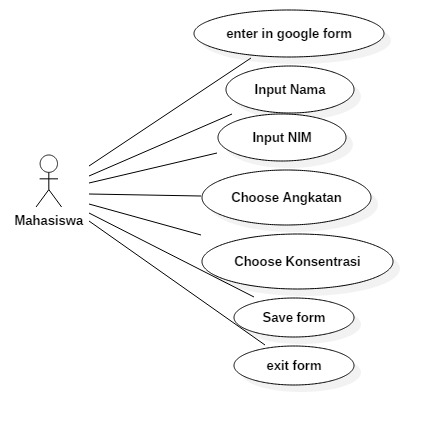 enter in google form
Input Nama
Input NIM
Mahasiswa
Choose Angkatan
Choose Konsentrasi
Save form
exit form